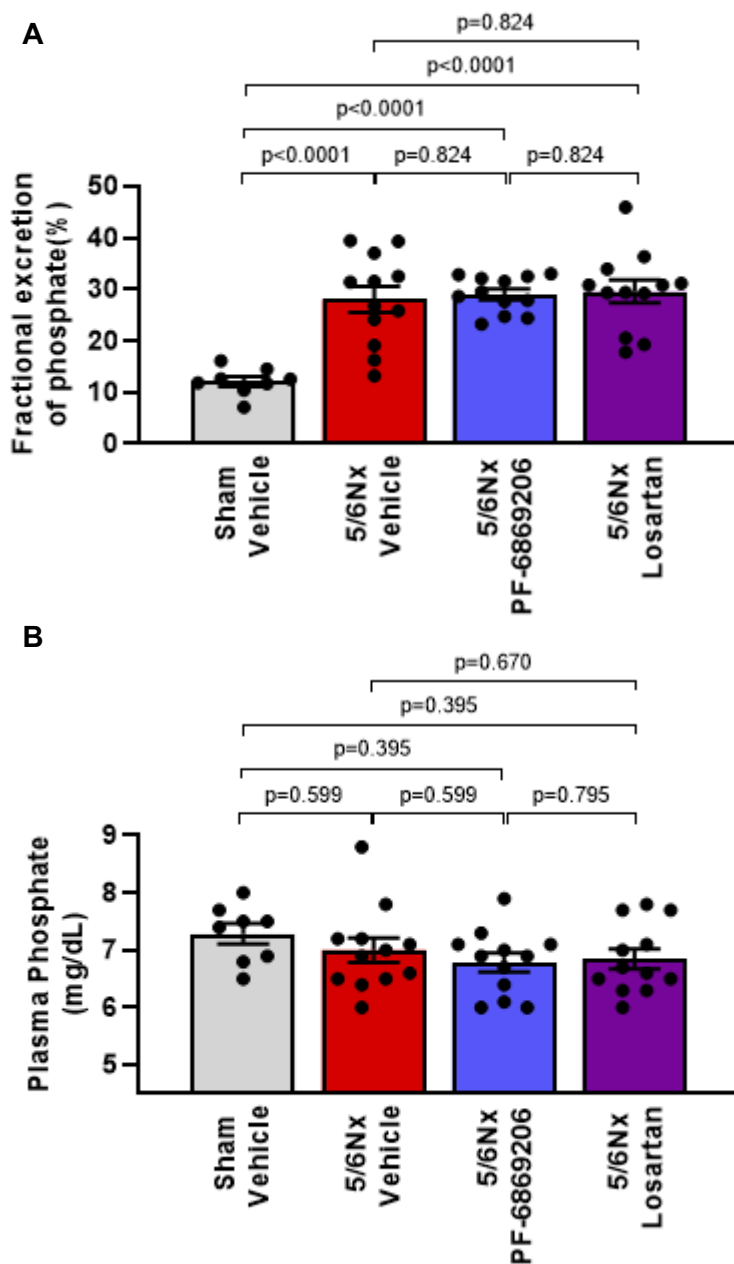 A
p=0.824
p<0.0001
p<0.0001
p<0.0001 p=0.824 p=0.824
Fractional excretion
of phosphate(% )
50
40
30
20
10
0
Sham
Vehicle
5/6Nx
Vehicle
5/6Nx
PF-6869206
5/6Nx
Losartan
B
p=0.670
p=0.395
p=0.395
p=0.599 p=0.599 p=0.795
Plasma Phosphate
(mg/dL)
9
8
7
6
5
Sham
Vehicle
5/6Nx
Vehicle
5/6Nx
PF-6869206
5/6Nx
Losartan